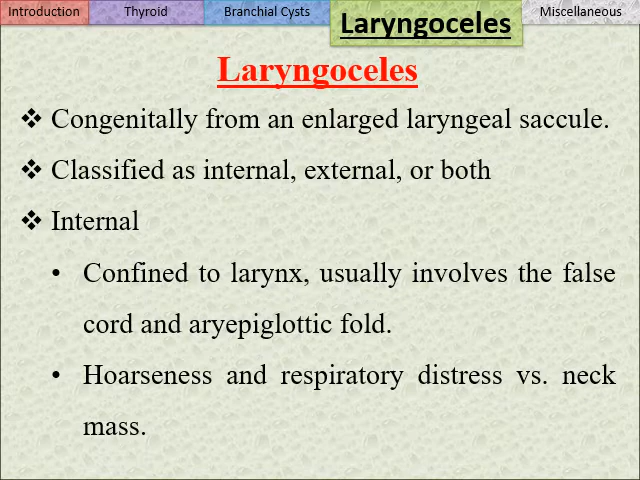 Introduction
Thyroid
Branchial Cysts
Laryngoceles
Miscellaneous
Laryngoceles
❖ Congenitally from an enlarged laryngeal saccule.
❖ Classified as internal, external, or both
❖ Internal
• Confined to larynx, usually involves the false
cord and aryepiglottic fold.
• Hoarseness and respiratory distress vs. neck
mass.